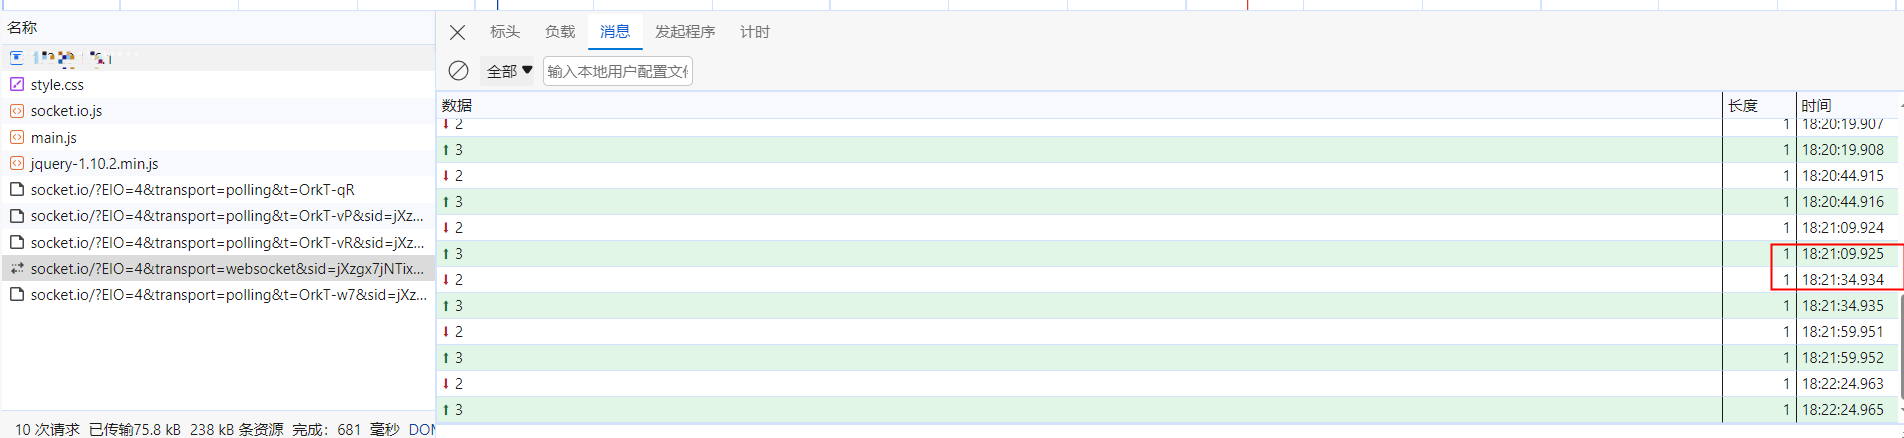 名称
style.css
socket.io.js
main.js
jquery-1.10.2.min.js
socket.io/?EIO=4&transport=polling&t=OrkT-qR
socket.io/?EIO=4&transport=polling&t=OrkT-vP&sid=jXz...
socket.io/?EIO=4&transport=polling&t=OrkT-vR&sid=jXz...
socket.io/?EIO=4&transport=websocket&sid=jXzgx7jNTix...
socket.io/?EIO=4&transport=polling&t=OrkT-w7&sid=jXz...
10 次请求 已传输75.8 kB 238 kB 条资源 完成：681 毫秒 DON
标头 负载 消息 发起程序 计时
全部 输入本地用户配置文件
数据 长度 时间
↓ 2 1 18:20:19.907
↑ 3 1 18:20:19.908
↓ 2 1 18:20:44.915
↑ 3 1 18:20:44.916
↓ 2 1 18:21:09.924
↑ 3 1 18:21:09.925
↓ 2 1 18:21:34.934
↑ 3 1 18:21:34.935
↓ 2 1 18:21:59.951
↑ 3 1 18:21:59.952
↓ 2 1 18:22:24.963
↑ 3 1 18:22:24.965